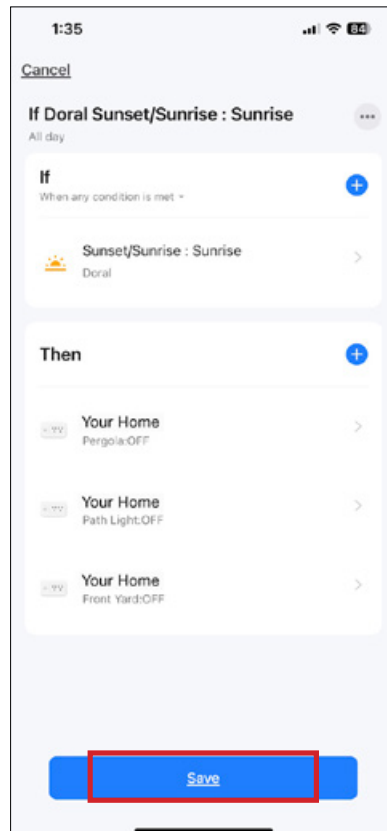 1:35
84
Cancel
If Doral Sunset/Sunrise : Sunrise
All day
If
When any condition is met
Sunset/Sunrise : Sunrise
Doral
Then
Your Home
Pergola:OFF
Your Home
Path Light:OFF
Your Home
Front Yard:OFF
Save